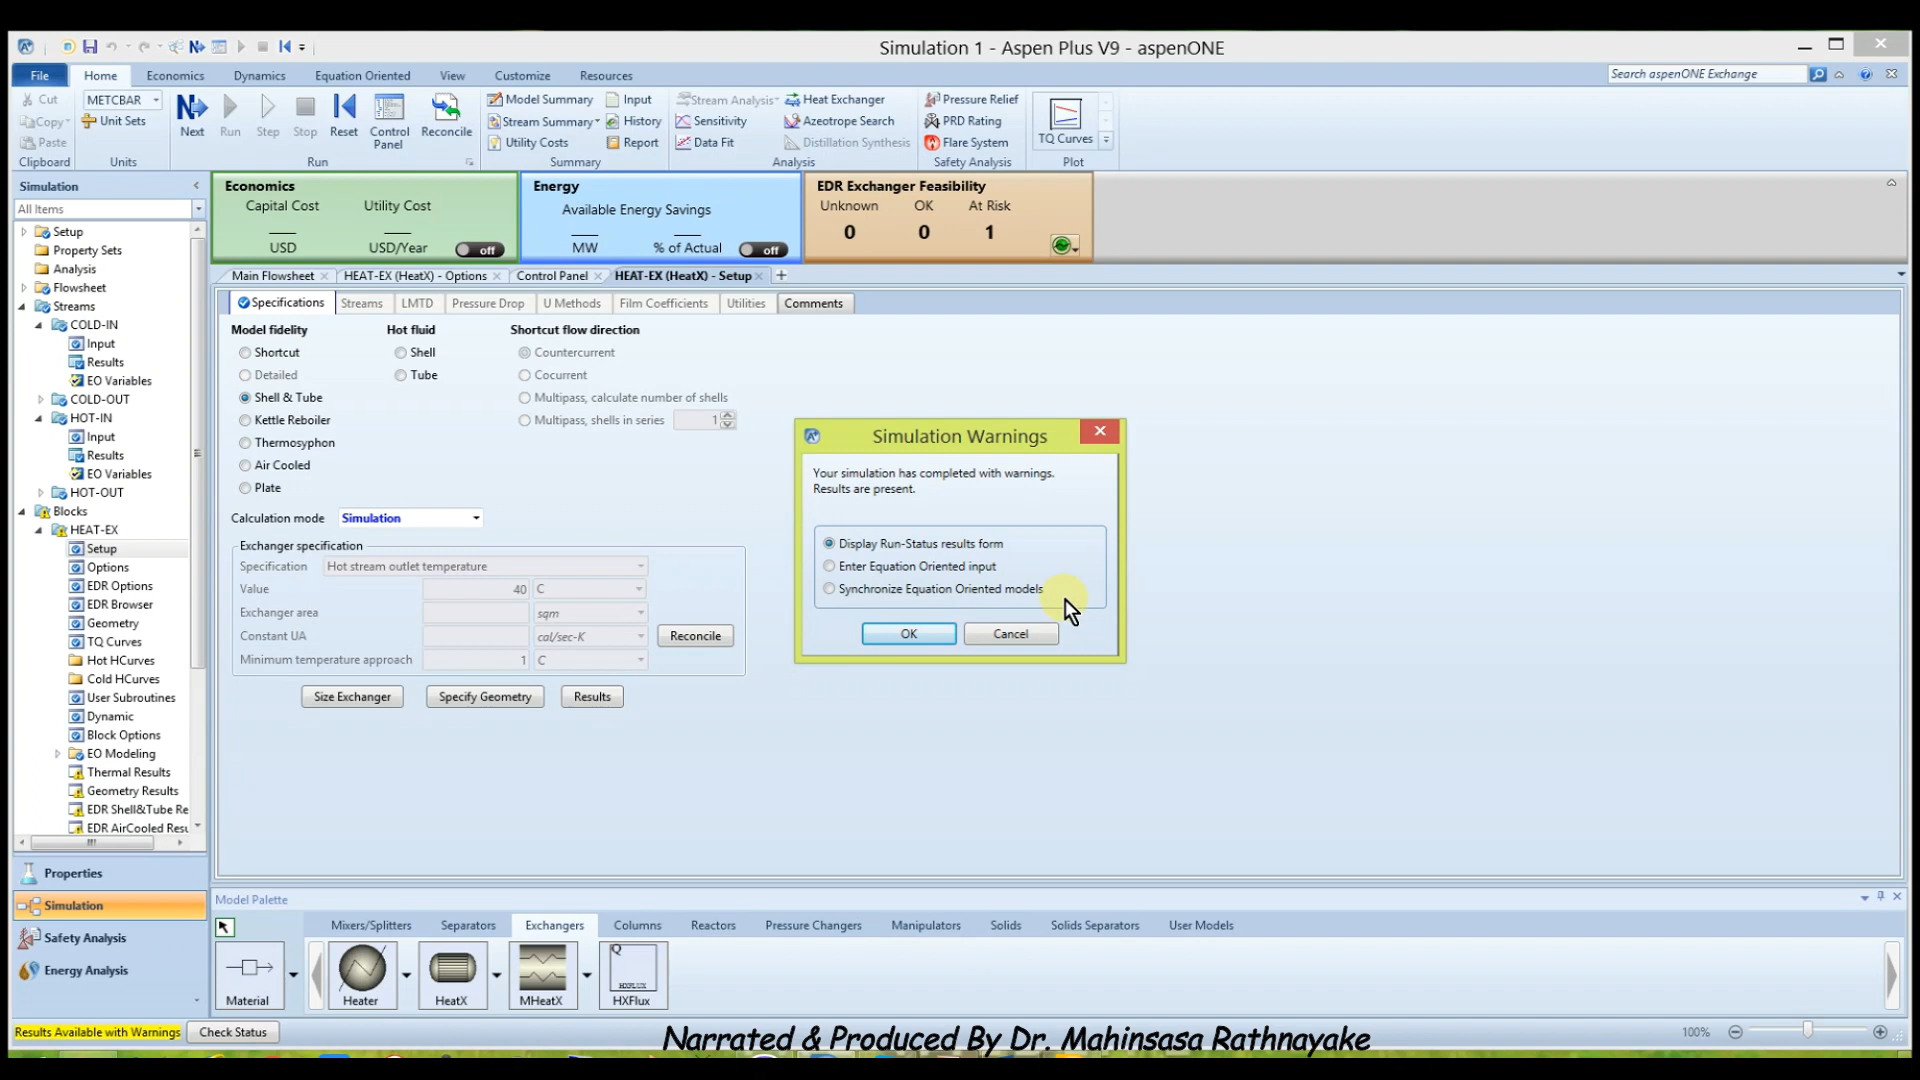 Simulation 1 - Aspen Plus V9 - aspenONE
File Home Economics Dynamics Equation Oriented View Customize Resources Search aspenONE Exchange
Cut METCBAR Model Summary Input Stream Analysis Heat Exchanger Pressure Relief
Copy Unit Sets Next Run Step Stop Reset Control Panel Reconcile Stream Summary History Sensitivity Azeotrope Search PRD Rating TQ Curves
Paste Utility Costs Report Data Fit Distillation Synthesis Flare System
Clipboard Units Run Summary Analysis Safety Analysis Plot
Simulation
All Items
Setup
Property Sets
Analysis
Flowsheet
Streams
COLD-IN
Input
Results
EO Variables
COLD-OUT
HOT-IN
Input
Results
EO Variables
HOT-OUT
Blocks
HEAT-EX
Setup
Options
EDR Options
EDR Browser
Geometry
TQ Curves
Hot HCurves
Cold HCurves
User Subroutines
Dynamic
Block Options
EO Modeling
Thermal Results
Geometry Results
EDR Shell&Tube Re
EDR AirCooled Resu
Properties
Simulation
Safety Analysis
Energy Analysis
Economics
Capital Cost Utility Cost
USD USD/Year off
Energy
Available Energy Savings
MW % of Actual off
EDR Exchanger Feasibility
Unknown OK At Risk
0 0 1
Main Flowsheet HEAT-EX (HeatX) - Options Control Panel HEAT-EX (HeatX) - Setup
Specifications Streams LMTD Pressure Drop U Methods Film Coefficients Utilities Comments
Model fidelity Hot fluid Shortcut flow direction
Shortcut Shell Countercurrent
Detailed Tube Cocurrent
Shell & Tube Multipass, calculate number of shells
Kettle Reboiler Multipass, shells in series 1
Thermosyphon
Air Cooled
Plate
Calculation mode Simulation
Exchanger specification
Specification Hot stream outlet temperature
Value 40 C
Exchanger area sqm
Constant UA cal/sec-K Reconcile
Minimum temperature approach 1 C
Size Exchanger Specify Geometry Results
Simulation Warnings
Your simulation has completed with warnings.
Results are present.
Display Run-Status results form
Enter Equation Oriented input
Synchronize Equation Oriented models
OK Cancel
Model Palette
Mixers/Splitters Separators Exchangers Columns Reactors Pressure Changers Manipulators Solids Solids Separators User Models
Q
HXFLUX
Material Heater HeatX MHeatX HXFlux
Results Available with Warnings Check Status 100%
Narrated & Produced By Dr. Mahinsasa Rathnayake